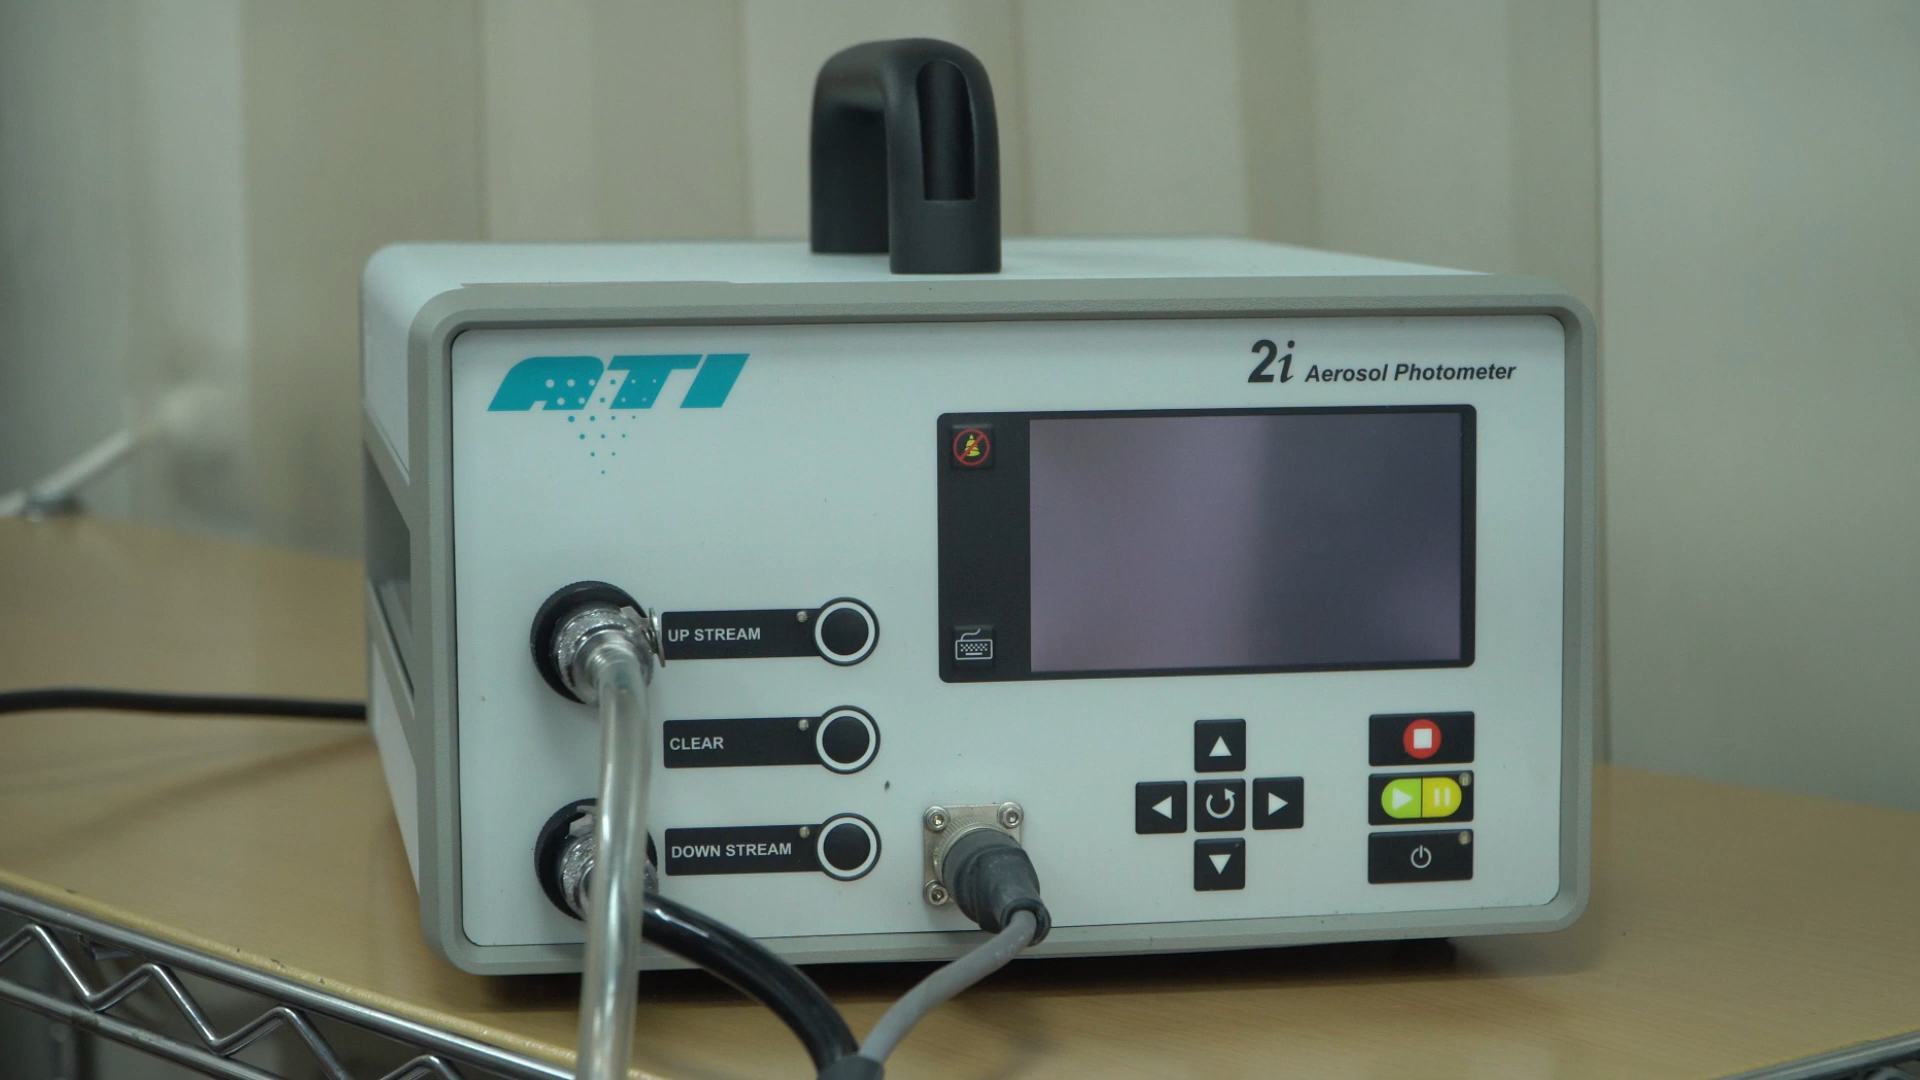 ATI
2i Aerosol Photometer
UP STREAM
CLEAR
DOWN STREAM